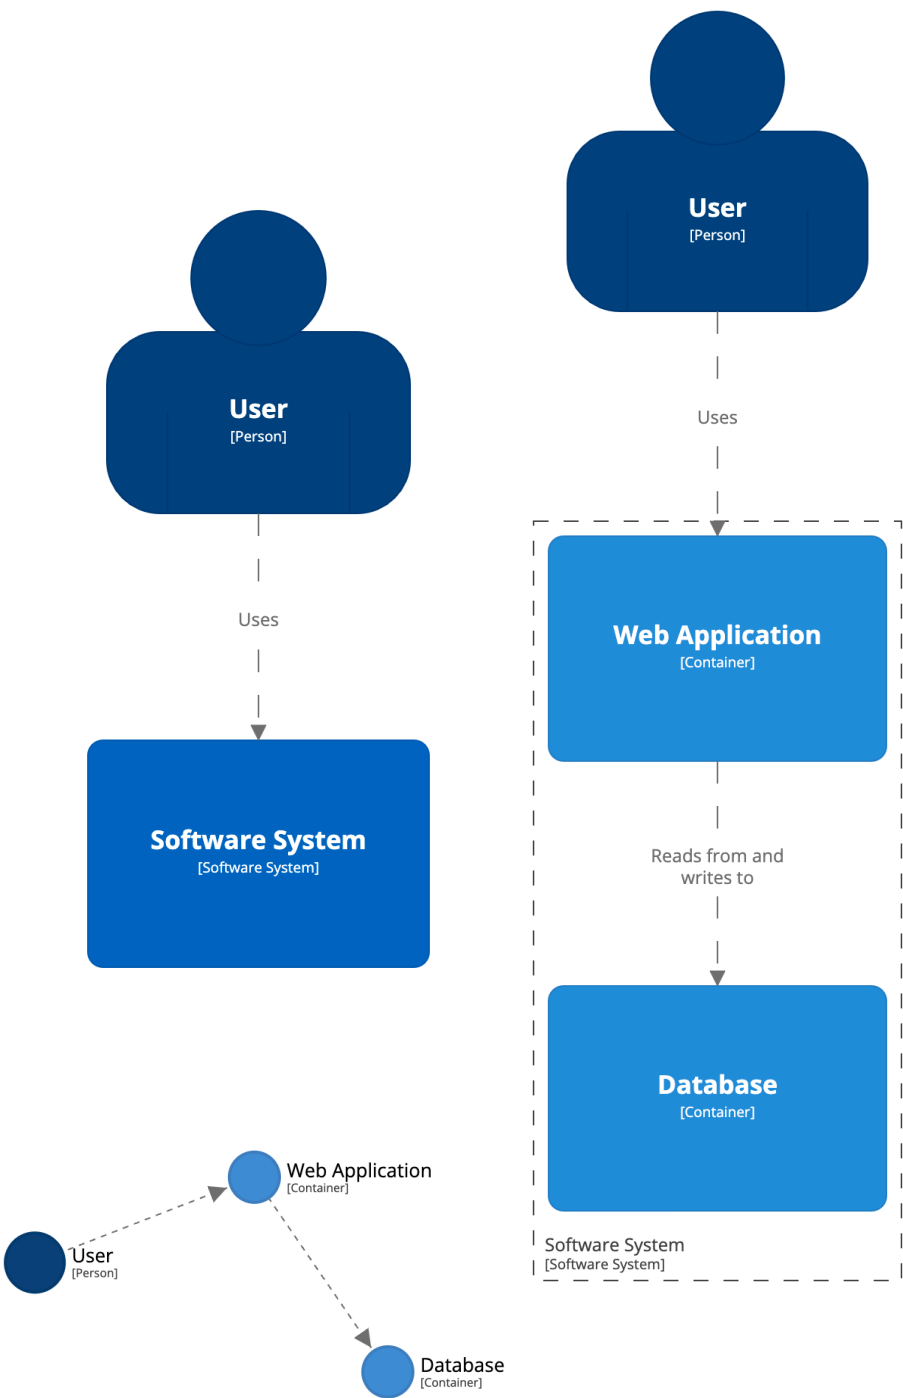 User
[Person]
Uses
Software System
[Software System]
User
[Person]
Uses
Web Application
[Container]
Reads from and
writes to
Database
[Container]
Software System
[Software System]
Web Application
[Container]
User
[Person]
Database
[Container]